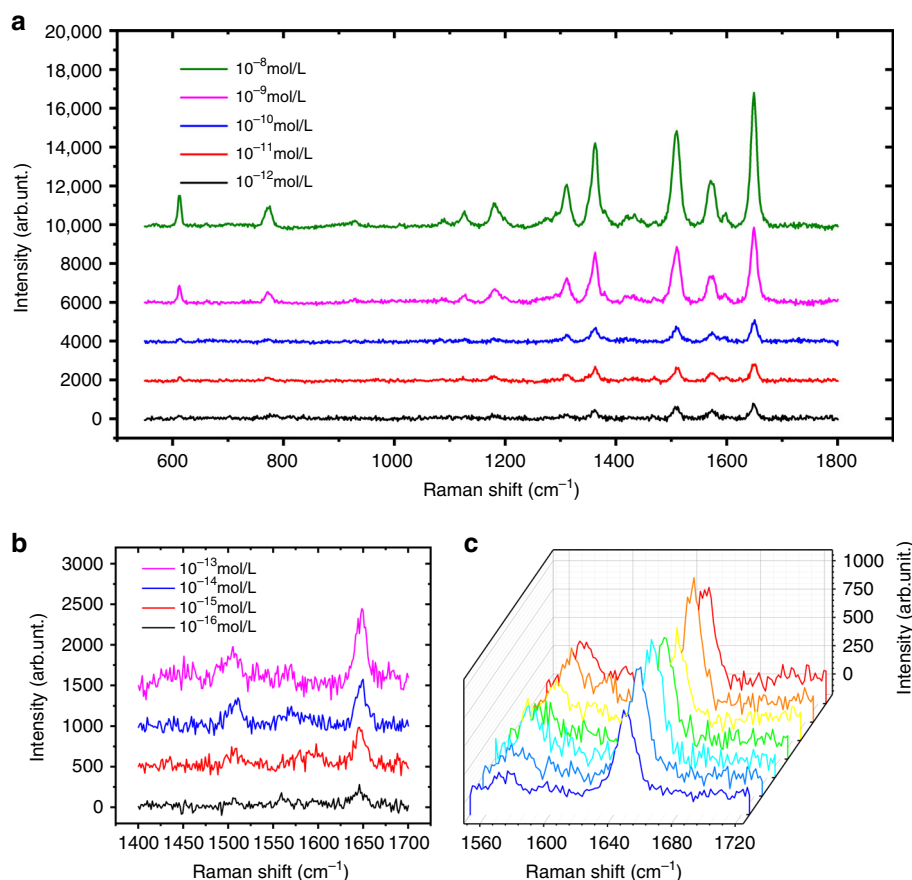 a
20,000
18,000
16,000
14,000
12,000
10,000
8000
6000
4000
2000
0
Intensity (arb.unt.)
10⁻⁸mol/L
10⁻⁹mol/L
10⁻¹⁰mol/L
10⁻¹¹mol/L
10⁻¹²mol/L
600 800 1000 1200 1400 1600 1800
Raman shift (cm⁻¹)
b
3000
2500
2000
1500
1000
500
0
Intensity (arb.unt.)
10⁻¹³mol/L
10⁻¹⁴mol/L
10⁻¹⁵mol/L
10⁻¹⁶mol/L
1400 1450 1500 1550 1600 1650 1700
Raman shift (cm⁻¹)
c
1000
750
500
250
0
Intensity (arb.unit.)
1560 1600 1640 1680 1720
Raman shift (cm⁻¹)